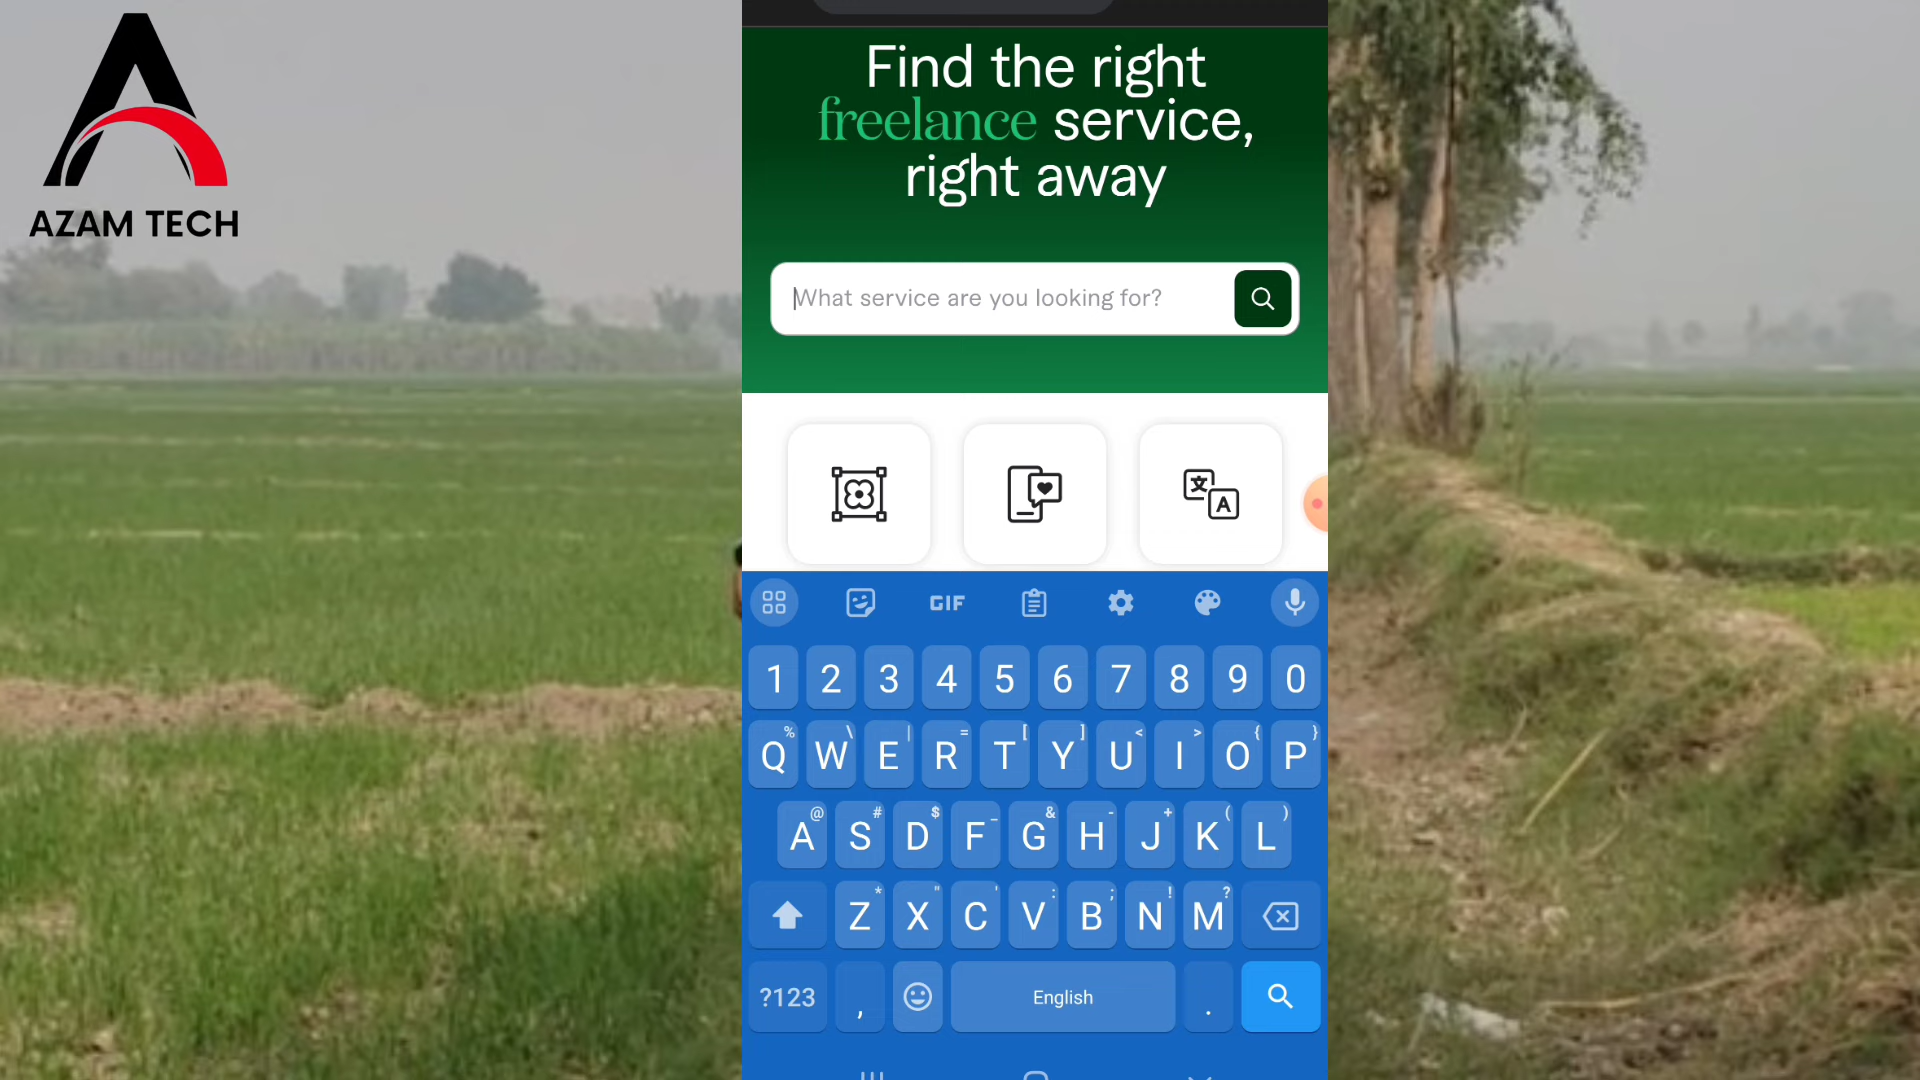 AZAM TECH
Find the right
freelance service,
right away
What service are you looking for?
文 A
GIF
1 2 3 4 5 6 7 8 9 0
Q % W \ E | R = T [ Y ] U < I > O { P }
A @ S # D $ F _ G & H - J + K ( L )
Z * X " C ' V : B ; N ! M ?
?123 , English .